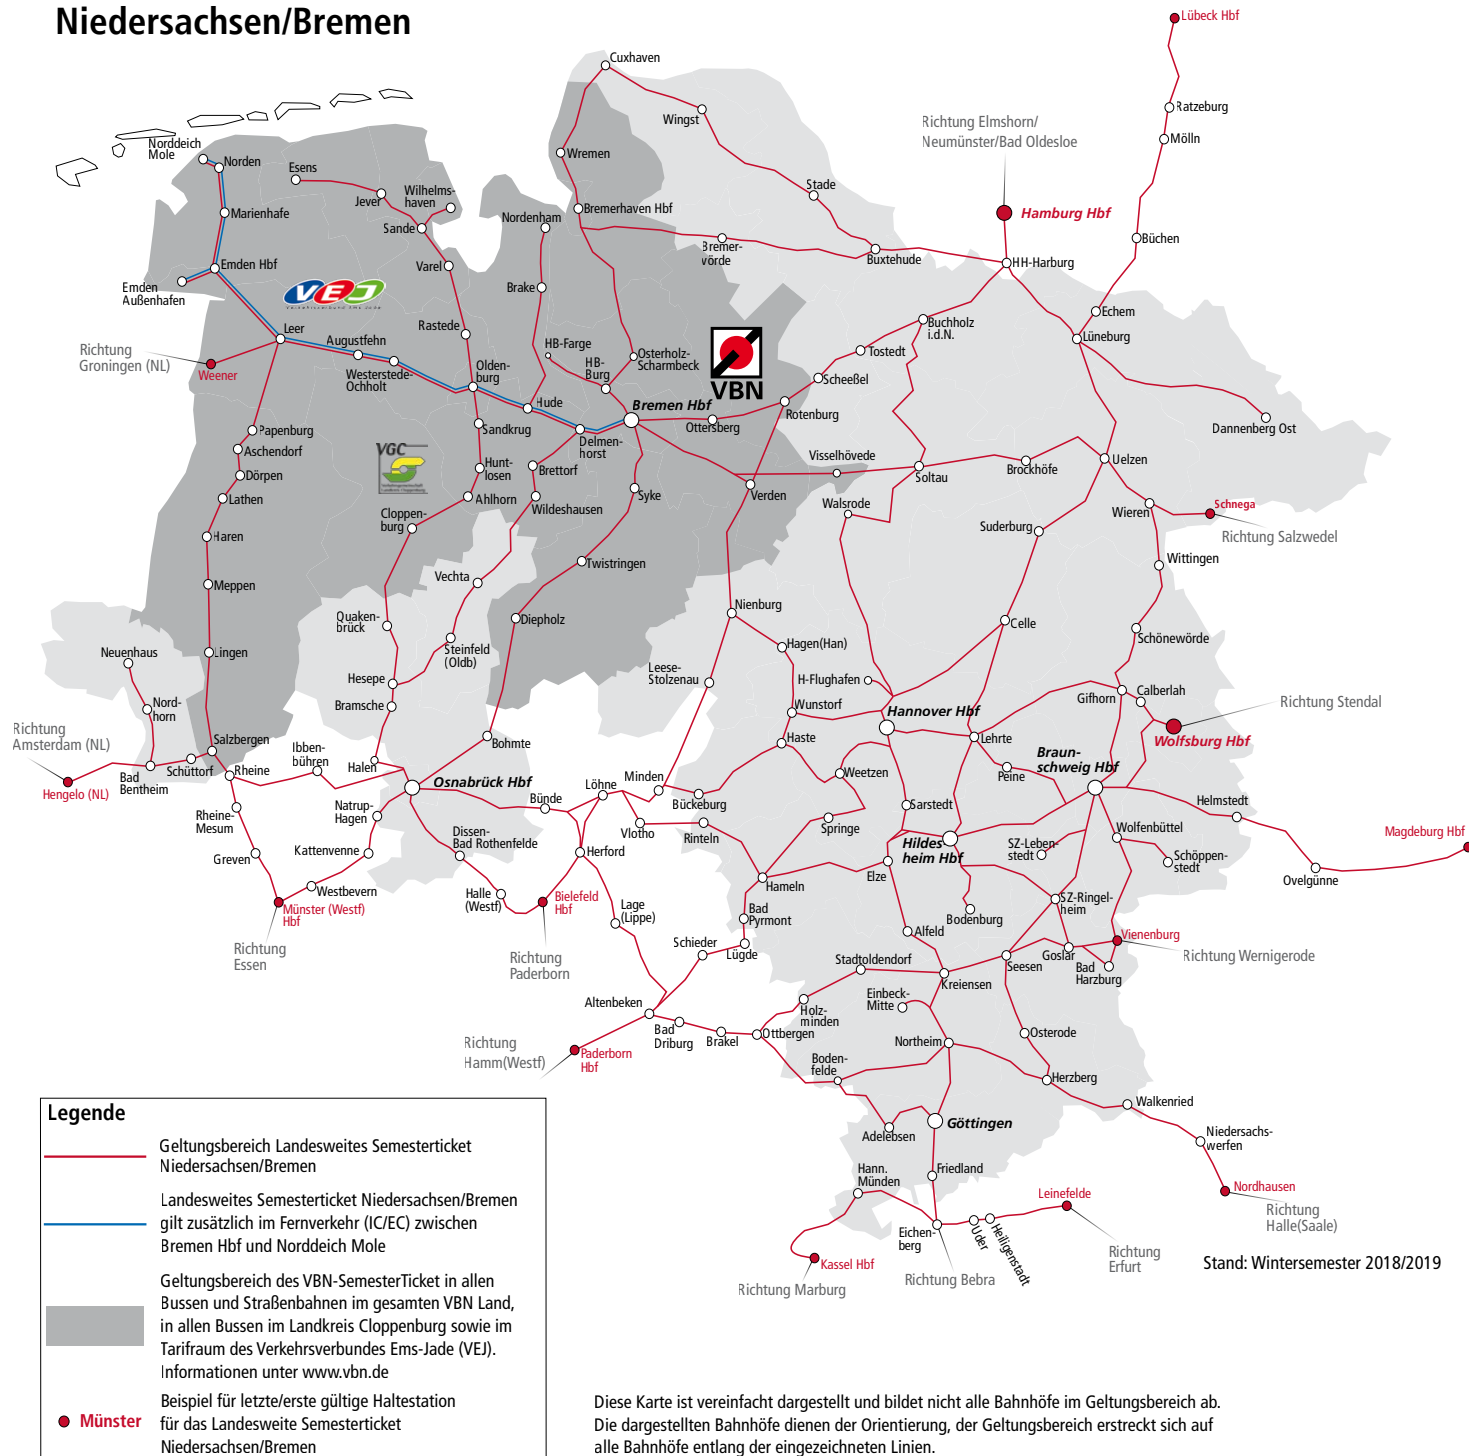 Niedersachsen/Bremen
Lübeck Hbf
Cuxhaven
Ratzeburg
Wingst
Richtung Elmshorn/
Neumünster/Bad Oldesloe
Mölln
Norddeich
Mole
Norden
Esens
Wremen
Jever
Wilhelms-
haven
Stade
Marienhafe
Nordenham
Bremerhaven Hbf
Hamburg Hbf
Sande
Büchen
Bremer-
vörde
Buxtehude
HH-Harburg
Emden Hbf
Varel
Emden
Außenhafen
VEJ
Brake
Echem
Leer
Rastede
Buchholz
i.d.N.
Lüneburg
Augustfehn
HB-Farge
Osterholz-
Scharmbeck
Tostedt
Richtung
Groningen (NL)
Weener
Westerstede-
Ochholt
Olden-
burg
HB-
Burg
VBN
Scheeßel
Hude
Bremen Hbf
Rotenburg
Ottersberg
Dannenberg Ost
Papenburg
Sandkrug
Delmen-
horst
Aschendorf
VGC
Visselhövede
Uelzen
Dörpen
Hunt-
losen
Brettorf
Brockhöfe
Soltau
Lathen
Ahlhorn
Syke
Verden
Walsrode
Schnega
Cloppen-
burg
Wildeshausen
Suderburg
Wieren
Haren
Richtung Salzwedel
Twistringen
Wittingen
Meppen
Vechta
Nienburg
Quaken-
brück
Diepholz
Celle
Schönewörde
Neuenhaus
Lingen
Steinfeld
(Oldb)
Hagen(Han)
Leese-
Stolzenau
Hesepe
H-Flughafen
Nord-
horn
Bramsche
Wunstorf
Hannover Hbf
Gifhorn
Calberlah
Richtung Stendal
Richtung
Amsterdam (NL)
Salzbergen
Ibben-
bühren
Bohmte
Haste
Lehrte
Braun-
schweig Hbf
Wolfsburg Hbf
Schüttorf
Rheine
Halen
Osnabrück Hbf
Löhne
Minden
Weetzen
Peine
Hengelo (NL)
Bad
Bentheim
Bünde
Bückeburg
Sarstedt
Helmstedt
Rheine-
Mesum
Natrup-
Hagen
Dissen-
Bad Rothenfelde
Vlotho
Rinteln
Springe
Wolfenbüttel
Magdeburg Hbf
Greven
Kattenvenne
Herford
Hildes
heim Hbf
SZ-Leben-
stedt
Schöppen-
stedt
Elze
Ovelgünne
Westbevern
Halle
(Westf)
Bielefeld
Hbf
Hameln
SZ-Ringel-
heim
Münster (Westf)
Hbf
Lage
(Lippe)
Bad
Pyrmont
Bodenburg
Alfeld
Vienenburg
Richtung
Essen
Richtung
Paderborn
Schieder
Lügde
Stadtoldendorf
Seesen
Goslar
Bad
Harzburg
Richtung Wernigerode
Kreiensen
Altenbeken
Einbeck-
Mitte
Holz-
minden
Bad
Driburg
Brakel
Ottbergen
Osterode
Richtung
Hamm(Westf)
Paderborn
Hbf
Northeim
Boden-
felde
Herzberg
Walkenried
Göttingen
Adelebsen
Niedersachs-
werfen
Hann.
Münden
Friedland
Leinefelde
Nordhausen
Richtung
Halle(Saale)
Eichen-
berg
Uder
Heiligenstadt
Richtung
Erfurt
Kassel Hbf
Richtung Marburg
Richtung Bebra
Stand: Wintersemester 2018/2019
Legende
Geltungsbereich Landesweites Semesterticket
Niedersachsen/Bremen
Landesweites Semesterticket Niedersachsen/Bremen
gilt zusätzlich im Fernverkehr (IC/EC) zwischen
Bremen Hbf und Norddeich Mole
Geltungsbereich des VBN-SemesterTicket in allen
Bussen und Straßenbahnen im gesamten VBN Land,
in allen Bussen im Landkreis Cloppenburg sowie im
Tarifraum des Verkehrsverbundes Ems-Jade (VEJ).
Informationen unter www.vbn.de
Münster
Beispiel für letzte/erste gültige Haltestation
für das Landesweite Semesterticket
Niedersachsen/Bremen
Diese Karte ist vereinfacht dargestellt und bildet nicht alle Bahnhöfe im Geltungsbereich ab.
Die dargestellten Bahnhöfe dienen der Orientierung, der Geltungsbereich erstreckt sich auf
alle Bahnhöfe entlang der eingezeichneten Linien.